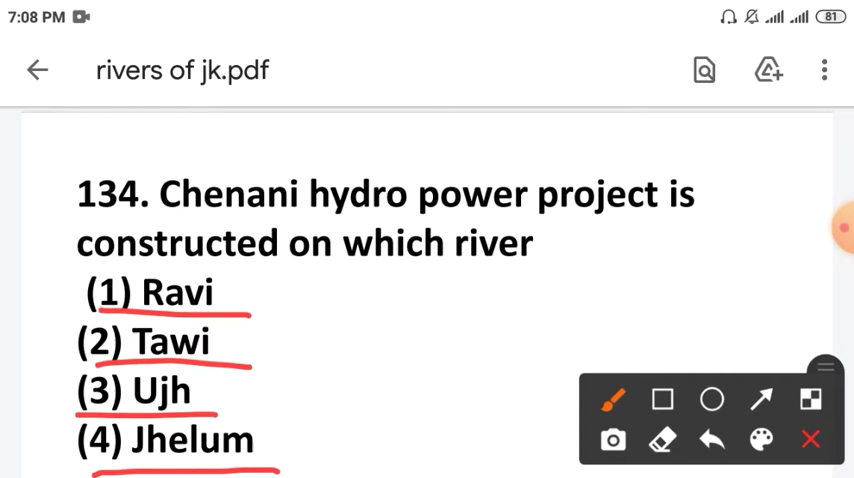 7:08 PM
81
rivers of jk.pdf
134. Chenani hydro power project is
constructed on which river
(1) Ravi
(2) Tawi
(3) Ujh
(4) Jhelum